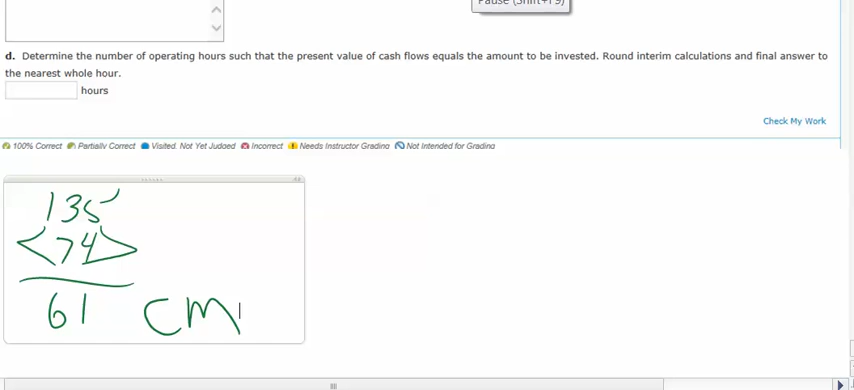 Pause (Shift+F9)
d. Determine the number of operating hours such that the present value of cash flows equals the amount to be invested. Round interim calculations and final answer to
the nearest whole hour.
hours
Check My Work
100% Correct Partially Correct Visited, Not Yet Judged Incorrect Needs Instructor Grading Not Intended for Grading
135
<74>
61 CM